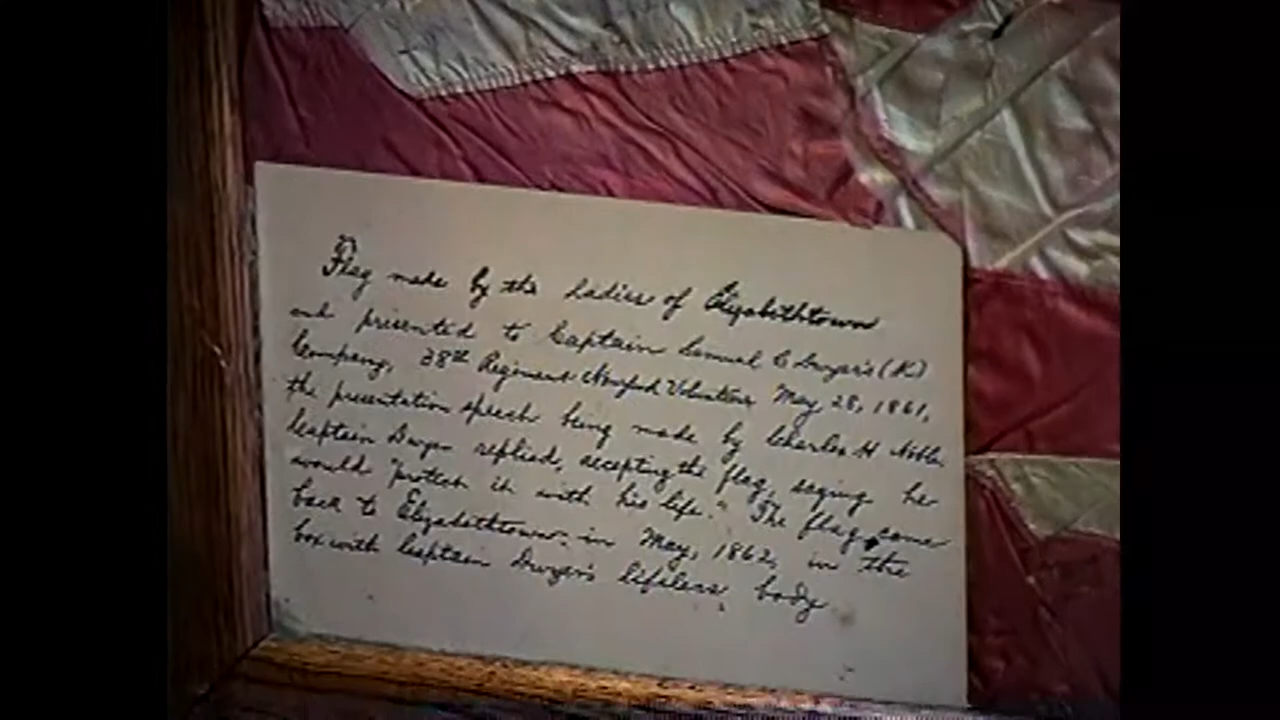 Flag made by the Ladies of Elizabethtown
and presented to Captain Samuel C Dwyer's (K)
Company, 38th Regiment New York Volunteers May 28, 1861,
the presentation speech being made by Charles H Noble.
Captain Dwyer replied, accepting the flag, saying he
would "protect it with his life." The flag came
back to Elizabethtown in May, 1862, in the
box with Captain Dwyer's lifeless body